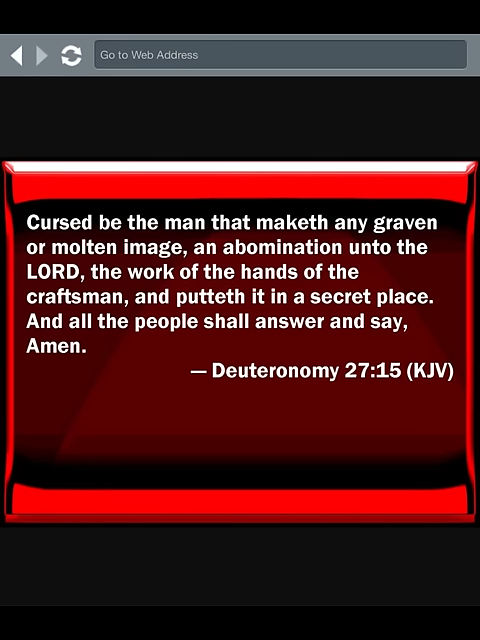 Go to Web Address
Cursed be the man that maketh any graven
or molten image, an abomination unto the
LORD, the work of the hands of the
craftsman, and putteth it in a secret place.
And all the people shall answer and say,
Amen.
— Deuteronomy 27:15 (KJV)